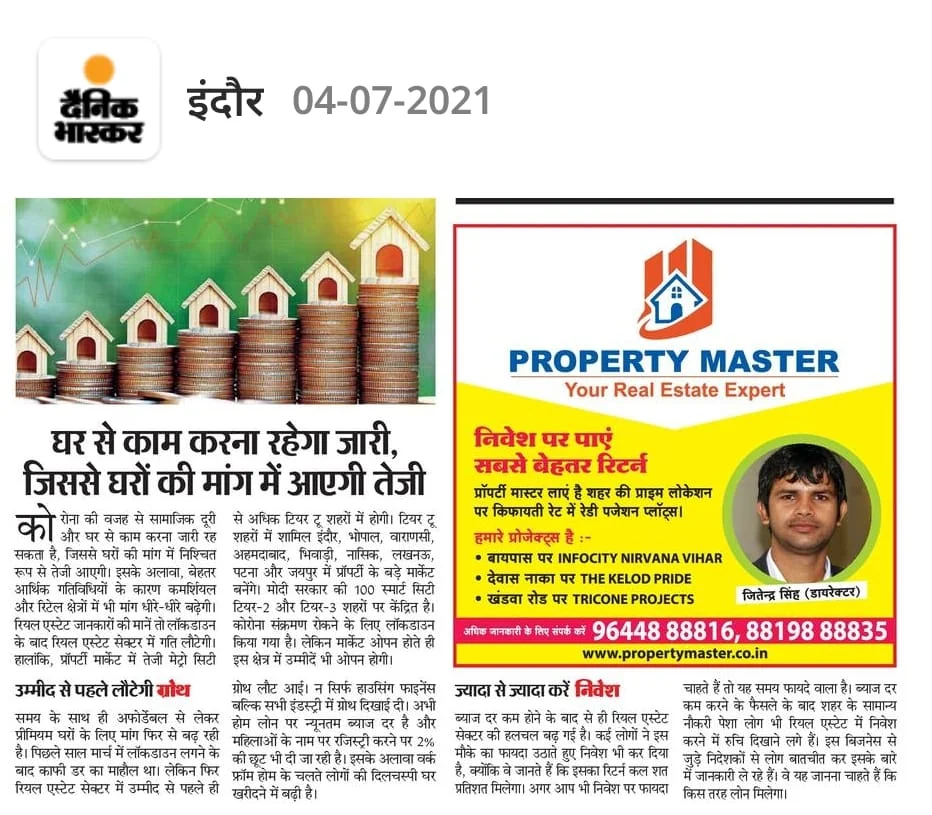 दैनिक
भास्कर
इंदौर 04-07-2021
घर से काम करना रहेगा जारी,
जिससे घरों की मांग में आएगी तेजी
कोरोना की वजह से सामाजिक दूरी
और घर से काम करना जारी रह
सकता है, जिससे घरों की मांग में निश्चित
रूप से तेजी आएगी। इसके अलावा, बेहतर
आर्थिक गतिविधियों के कारण कमर्शियल
और रिटेल क्षेत्रों में भी मांग धीरे-धीरे बढ़ेगी।
रियल एस्टेट जानकारों की मानें तो लॉकडाउन
के बाद रियल एस्टेट सेक्टर में गति लौटेगी।
हालांकि, प्रॉपर्टी मार्केट में तेजी मेट्रो सिटी
से अधिक टियर टू शहरों में होगी। टियर टू
शहरों में शामिल इंदौर, भोपाल, वाराणसी,
अहमदाबाद, भिवाड़ी, नासिक, लखनऊ,
पटना और जयपुर में प्रॉपर्टी के बड़े मार्केट
बनेंगे। मोदी सरकार की 100 स्मार्ट सिटी
टियर-2 और टियर-3 शहरों पर केंद्रित है।
कोरोना संक्रमण रोकने के लिए लॉकडाउन
किया गया है। लेकिन मार्केट ओपन होते ही
इस क्षेत्र में उम्मीदें भी ओपन होगी।
उम्मीद से पहले लौटेगी ग्रोथ
समय के साथ ही अफोर्डेबल से लेकर
प्रीमियम घरों के लिए मांग फिर से बढ़ रही
है। पिछले साल मार्च में लॉकडाउन लगने के
बाद काफी डर का माहौल था। लेकिन फिर
रियल एस्टेट सेक्टर में उम्मीद से पहले ही
ग्रोथ लौट आई। न सिर्फ हाउसिंग फाइनेंस
बल्कि सभी इंडस्ट्री में ग्रोथ दिखाई दी। अभी
होम लोन पर न्यूनतम ब्याज दर है और
महिलाओं के नाम पर रजिस्ट्री करने पर 2%
की छूट भी दी जा रही है। इसके अलावा वर्क
फ्रॉम होम के चलते लोगों की दिलचस्पी घर
खरीदने में बढ़ी है।
PROPERTY MASTER
Your Real Estate Expert
निवेश पर पाएं
सबसे बेहतर रिटर्न
प्रॉपर्टी मास्टर लाएं है शहर की प्राइम लोकेशन
पर किफायती रेट में रेडी पजेशन प्लॉट्स।
हमारे प्रोजेक्ट्स है :-
• बायपास पर INFOCITY NIRVANA VIHAR
• देवास नाका पर THE KELOD PRIDE
• खंडवा रोड पर TRICONE PROJECTS
जितेन्द्र सिंह (डायरेक्टर)
अधिक जानकारी के लिए संपर्क करें 96448 88816, 88198 88835
www.propertymaster.co.in
ज्यादा से ज्यादा करें निवेश
ब्याज दर कम होने के बाद से ही रियल एस्टेट
सेक्टर की हलचल बढ़ गई है। कई लोगों ने इस
मौके का फायदा उठाते हुए निवेश भी कर दिया
है, क्योंकि वे जानते हैं कि इसका रिटर्न कल शत
प्रतिशत मिलेगा। अगर आप भी निवेश पर फायदा
चाहते हैं तो यह समय फायदे वाला है। ब्याज दर
कम करने के फैसले के बाद शहर के सामान्य
नौकरी पेशा लोग भी रियल एस्टेट में निवेश
करने में रुचि दिखाने लगे हैं। इस बिजनेस से
जुड़े निदेशकों से लोग बातचीत कर इसके बारे
में जानकारी ले रहे हैं। वे यह जानना चाहते हैं कि
किस तरह लोन मिलेगा।